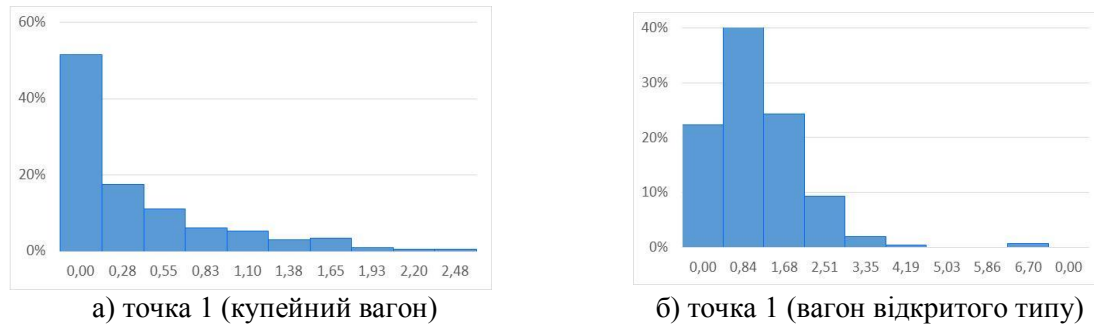 60%
40%
20%
0%
0,00 0,28 0,55 0,83 1,10 1,38 1,65 1,93 2,20 2,48
а) точка 1 (купейний вагон)
40%
30%
20%
10%
0%
0,00 0,84 1,68 2,51 3,35 4,19 5,03 5,86 6,70 0,00
б) точка 1 (вагон відкритого типу)